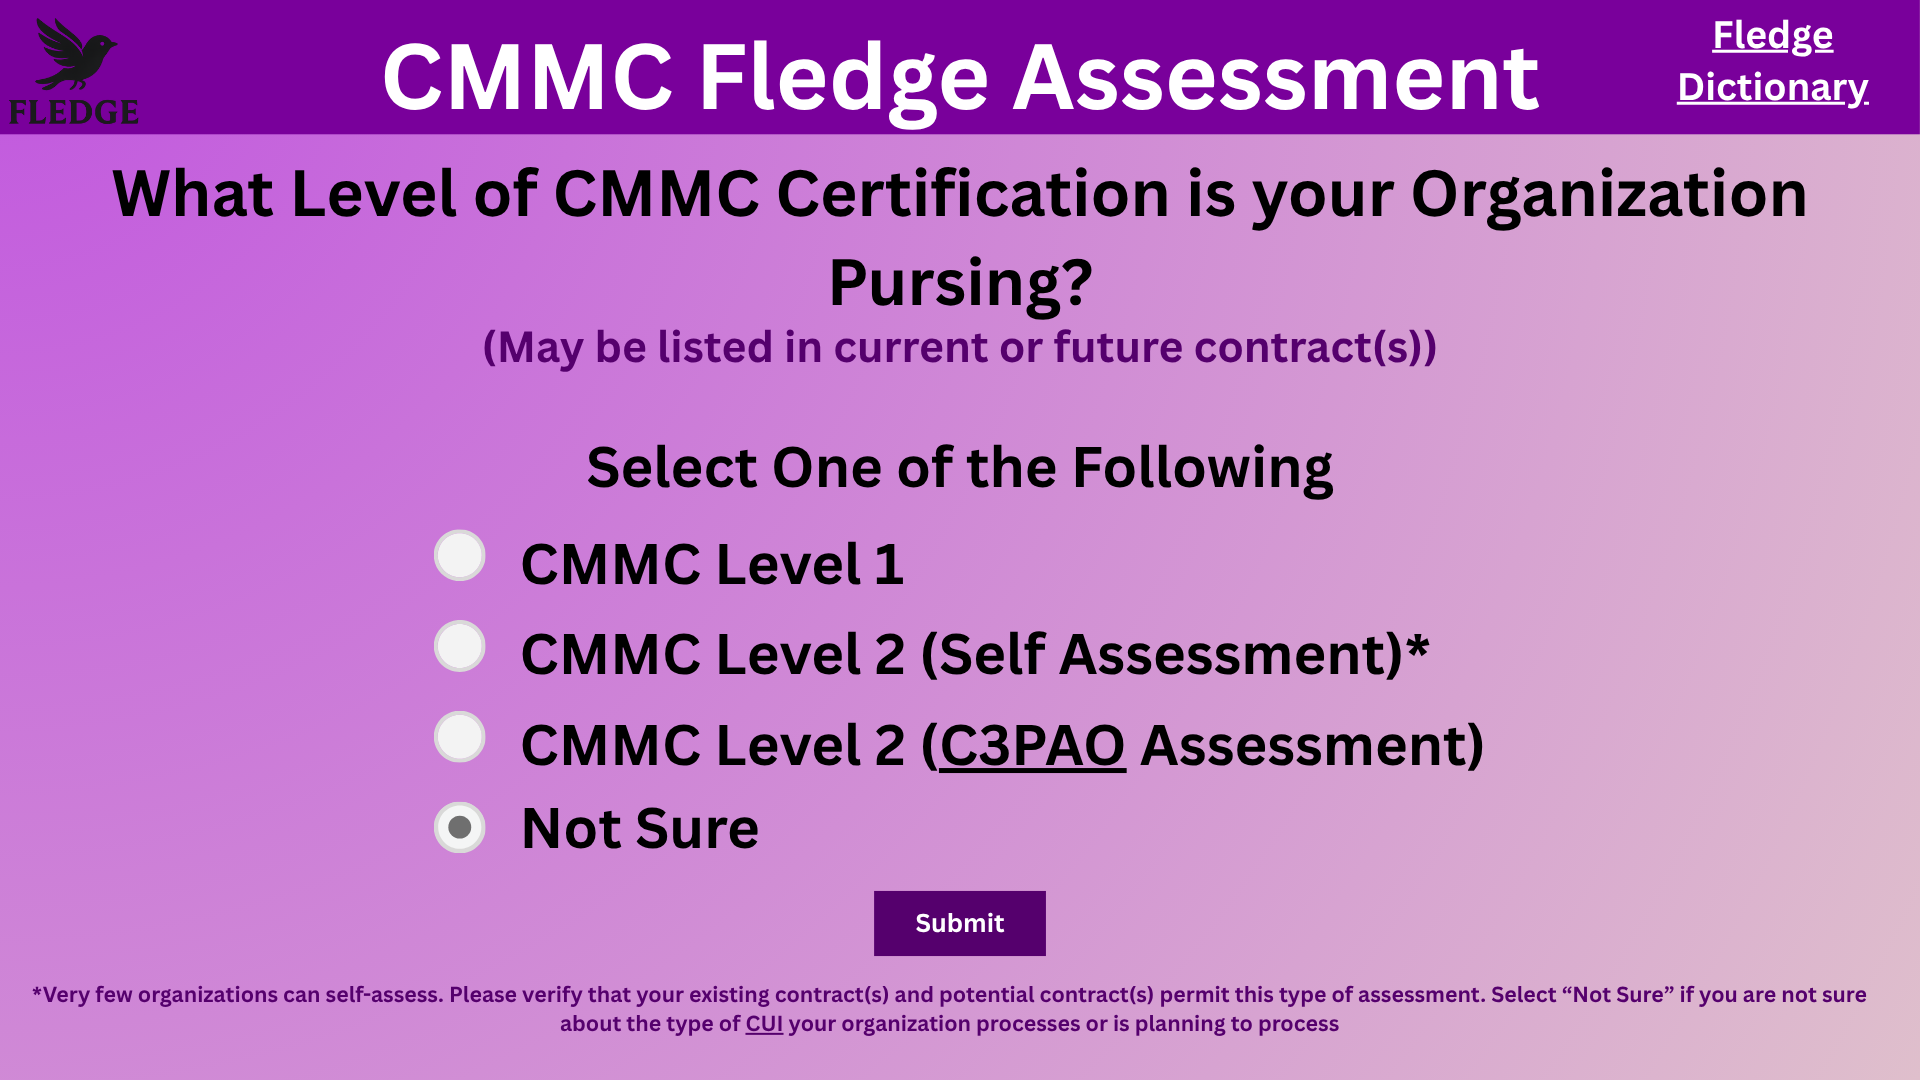 FLEDGE
CMMC Fledge Assessment
Fledge
Dictionary
What Level of CMMC Certification is your Organization
Pursing?
(May be listed in current or future contract(s))
Select One of the Following
CMMC Level 1
CMMC Level 2 (Self Assessment)*
CMMC Level 2 (C3PAO Assessment)
Not Sure
Submit
*Very few organizations can self-assess. Please verify that your existing contract(s) and potential contract(s) permit this type of assessment. Select “Not Sure” if you are not sure
about the type of CUI your organization processes or is planning to process